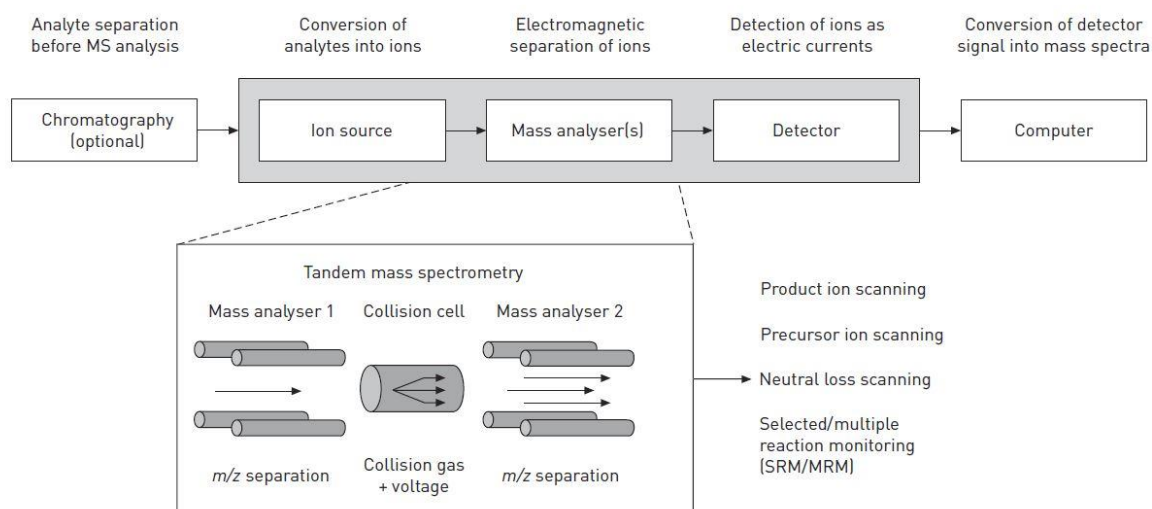 Analyte separation
before MS analysis
Conversion of
analytes into ions
Electromagnetic
separation of ions
Detection of ions as
electric currents
Conversion of detector
signal into mass spectra
Chromatography
(optional)
Ion source
Mass analyser(s)
Detector
Computer
Tandem mass spectrometry
Mass analyser 1
Collision cell
Mass analyser 2
m/z separation
Collision gas
+ voltage
m/z separation
Product ion scanning
Precursor ion scanning
Neutral loss scanning
Selected/multiple
reaction monitoring
(SRM/MRM)